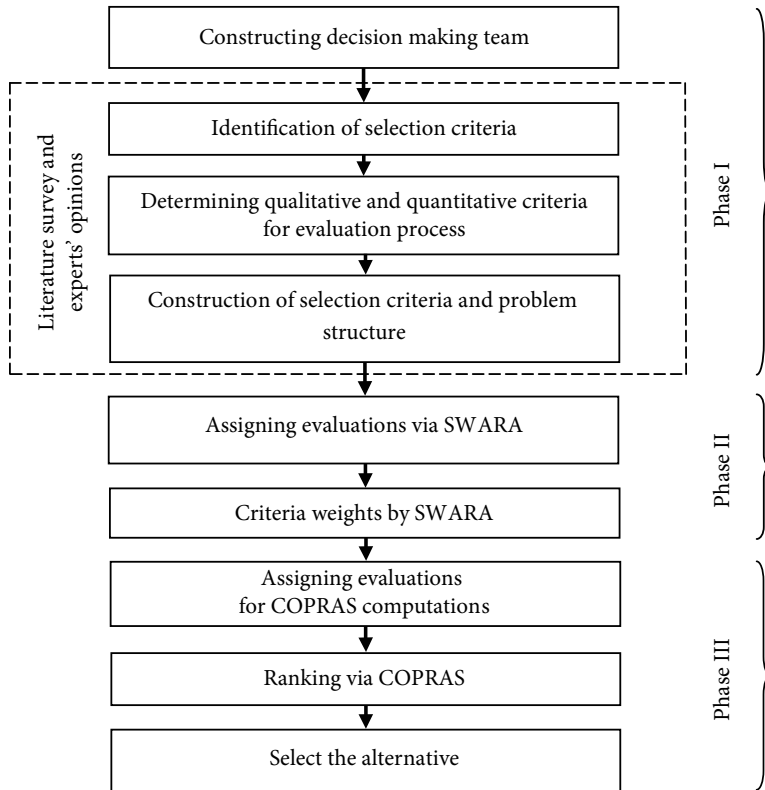 Constructing decision making team
Identification of selection criteria
Determining qualitative and quantitative criteria
for evaluation process
Construction of selection criteria and problem
structure
Literature survey and
experts’ opinions
Phase I
Assigning evaluations via SWARA
Criteria weights by SWARA
Phase II
Assigning evaluations
for COPRAS computations
Ranking via COPRAS
Select the alternative
Phase III